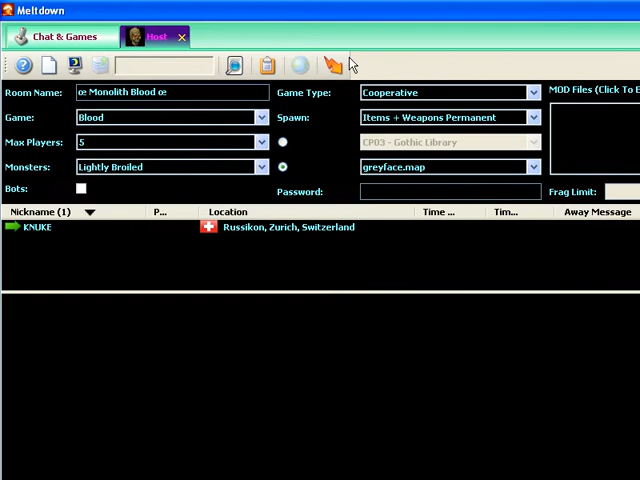 Meltdown
Chat & Games
Host
Room Name: œ Monolith Blood œ Game Type: Cooperative MOD Files (Click To E
Game: Blood Spawn: Items + Weapons Permanent
Max Players: 5 CP03 - Gothic Library
Monsters: Lightly Broiled greyface.map
Bots: Password: Frag Limit:
Nickname (1) P... Location Time ... Tim... Away Message
KNUKE Russikon, Zurich, Switzerland